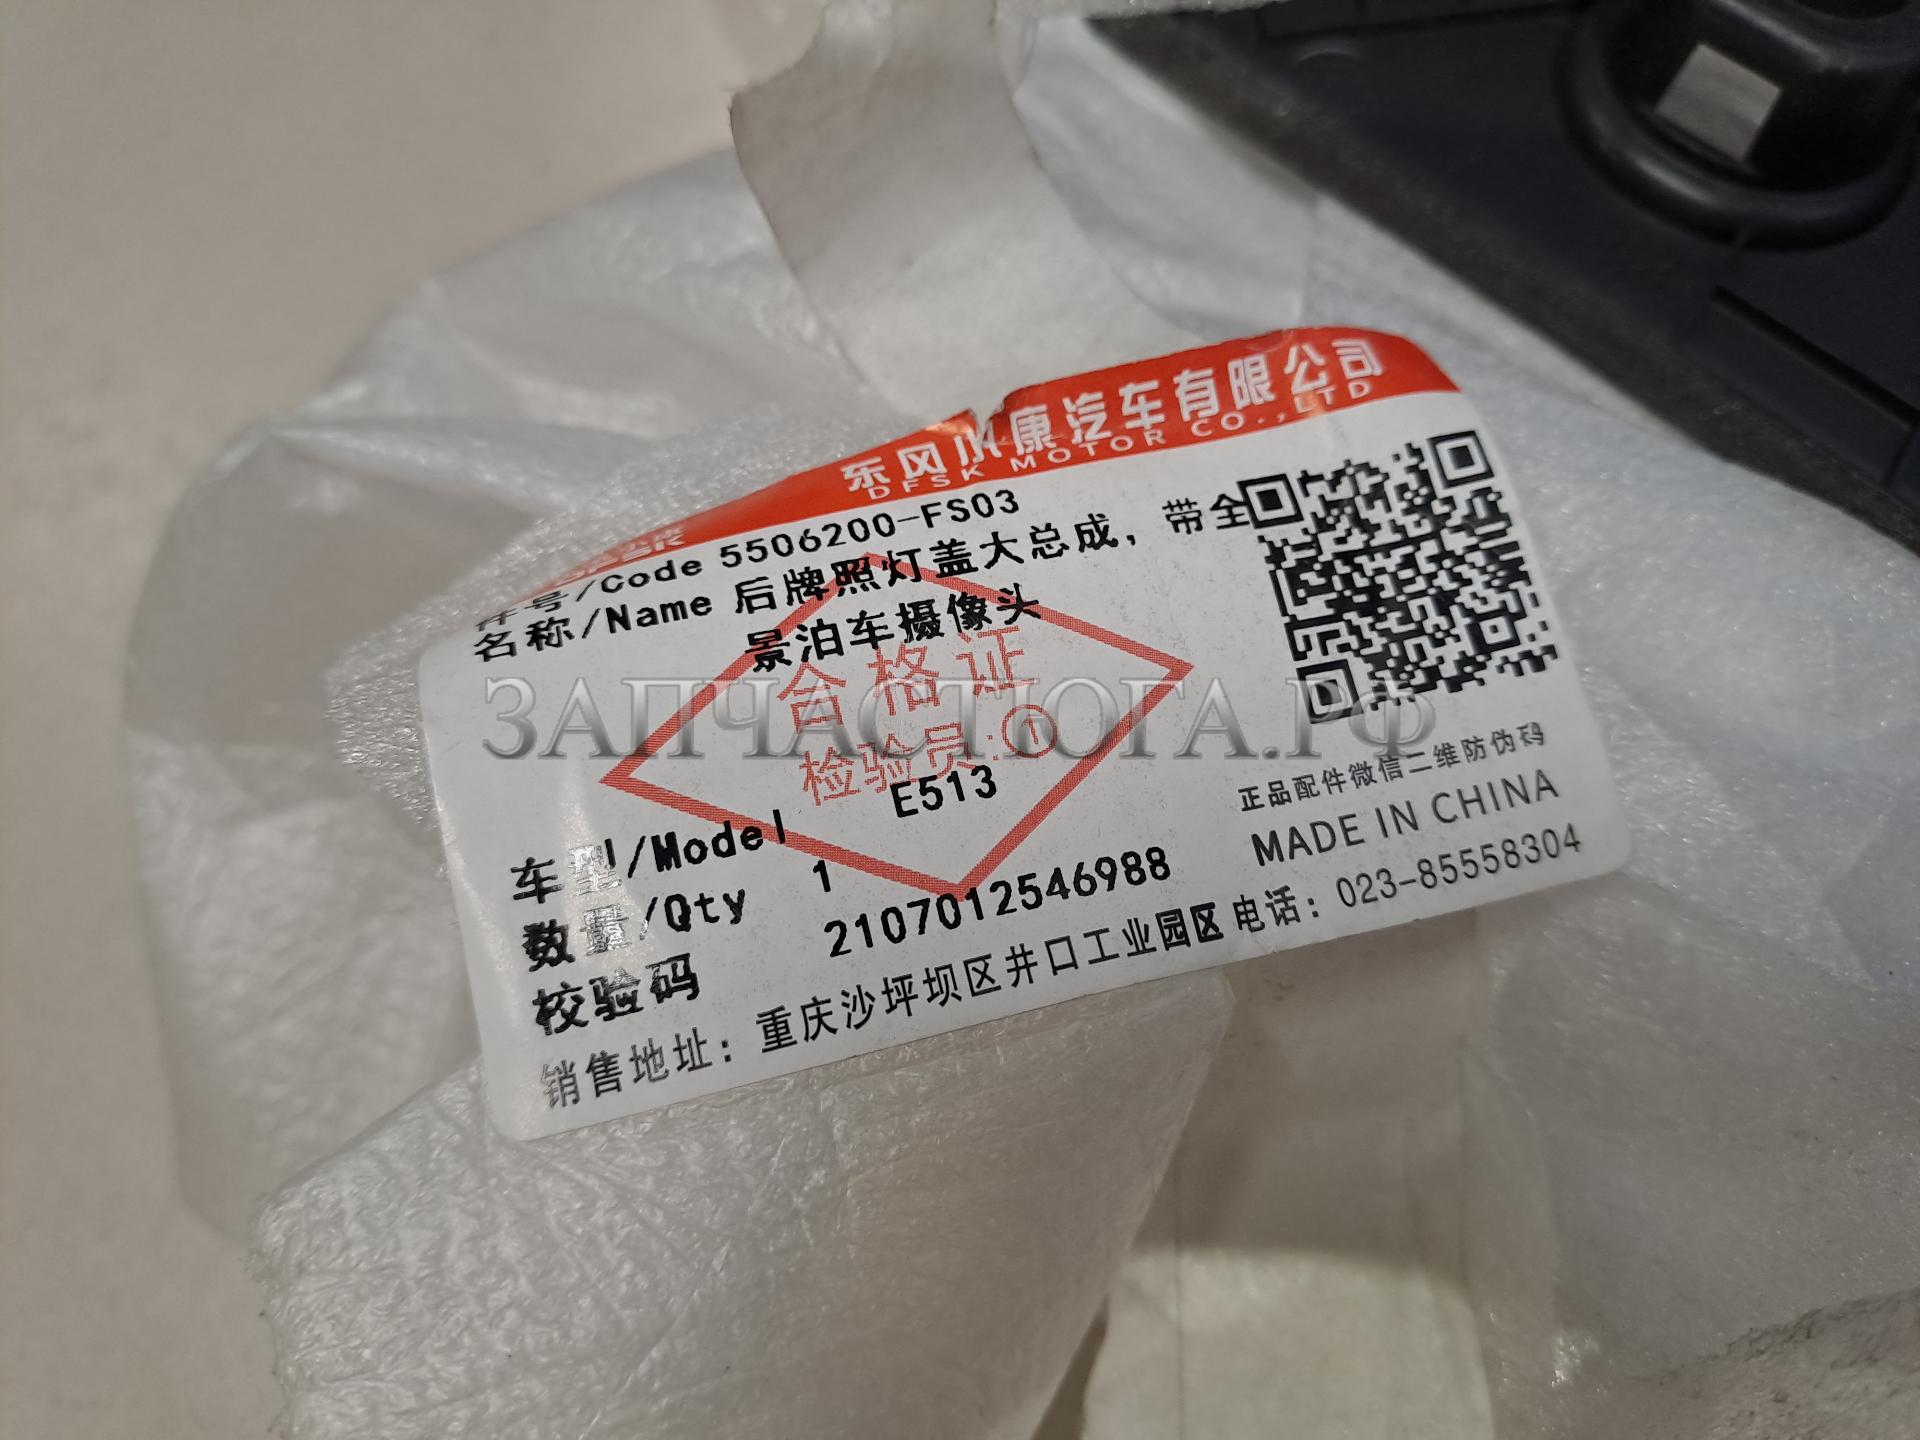 东风小康汽车有限公司
DFSK MOTOR CO.,LTD
件号/Code 5506200-FS03
名称/Name 后牌照灯盖大总成，带全
景泊车摄像头
合格证
检验员:①
ЗАПЧАСТЮГА.РФ
车型/Model E513
数量/Qty 1
校验码 2107012546988
正品配件微信二维防伪码
MADE IN CHINA
销售地址：重庆沙坪坝区井口工业园区 电话：023-85558304